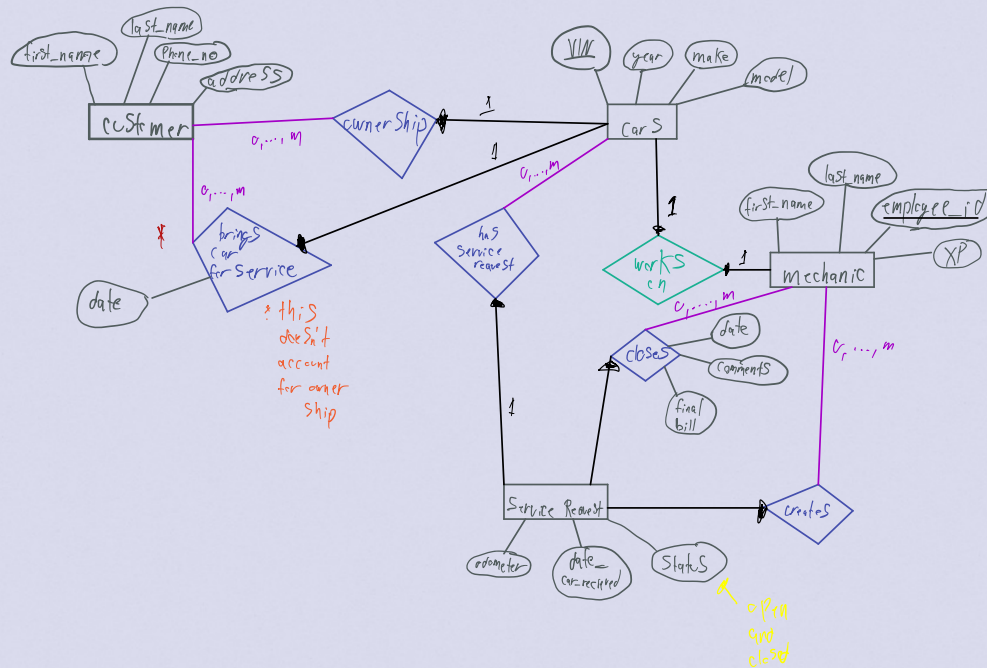 last_name
first_name
Phone_no
address
customer
0,...,m
ownership
1
VIN
year
make
model
cars
1
0,...,m
0,...,m
*
brings
car
for service
date
: this
doesn't
account
for owner
ship
has
service
request
1
works
on
1
last_name
first_name
employee_id
XP
mechanic
0,...,m
closes
date
comments
final
bill
0,...,m
1
Service Request
creates
odometer
date_
car_recieved
Status
open
and
closed